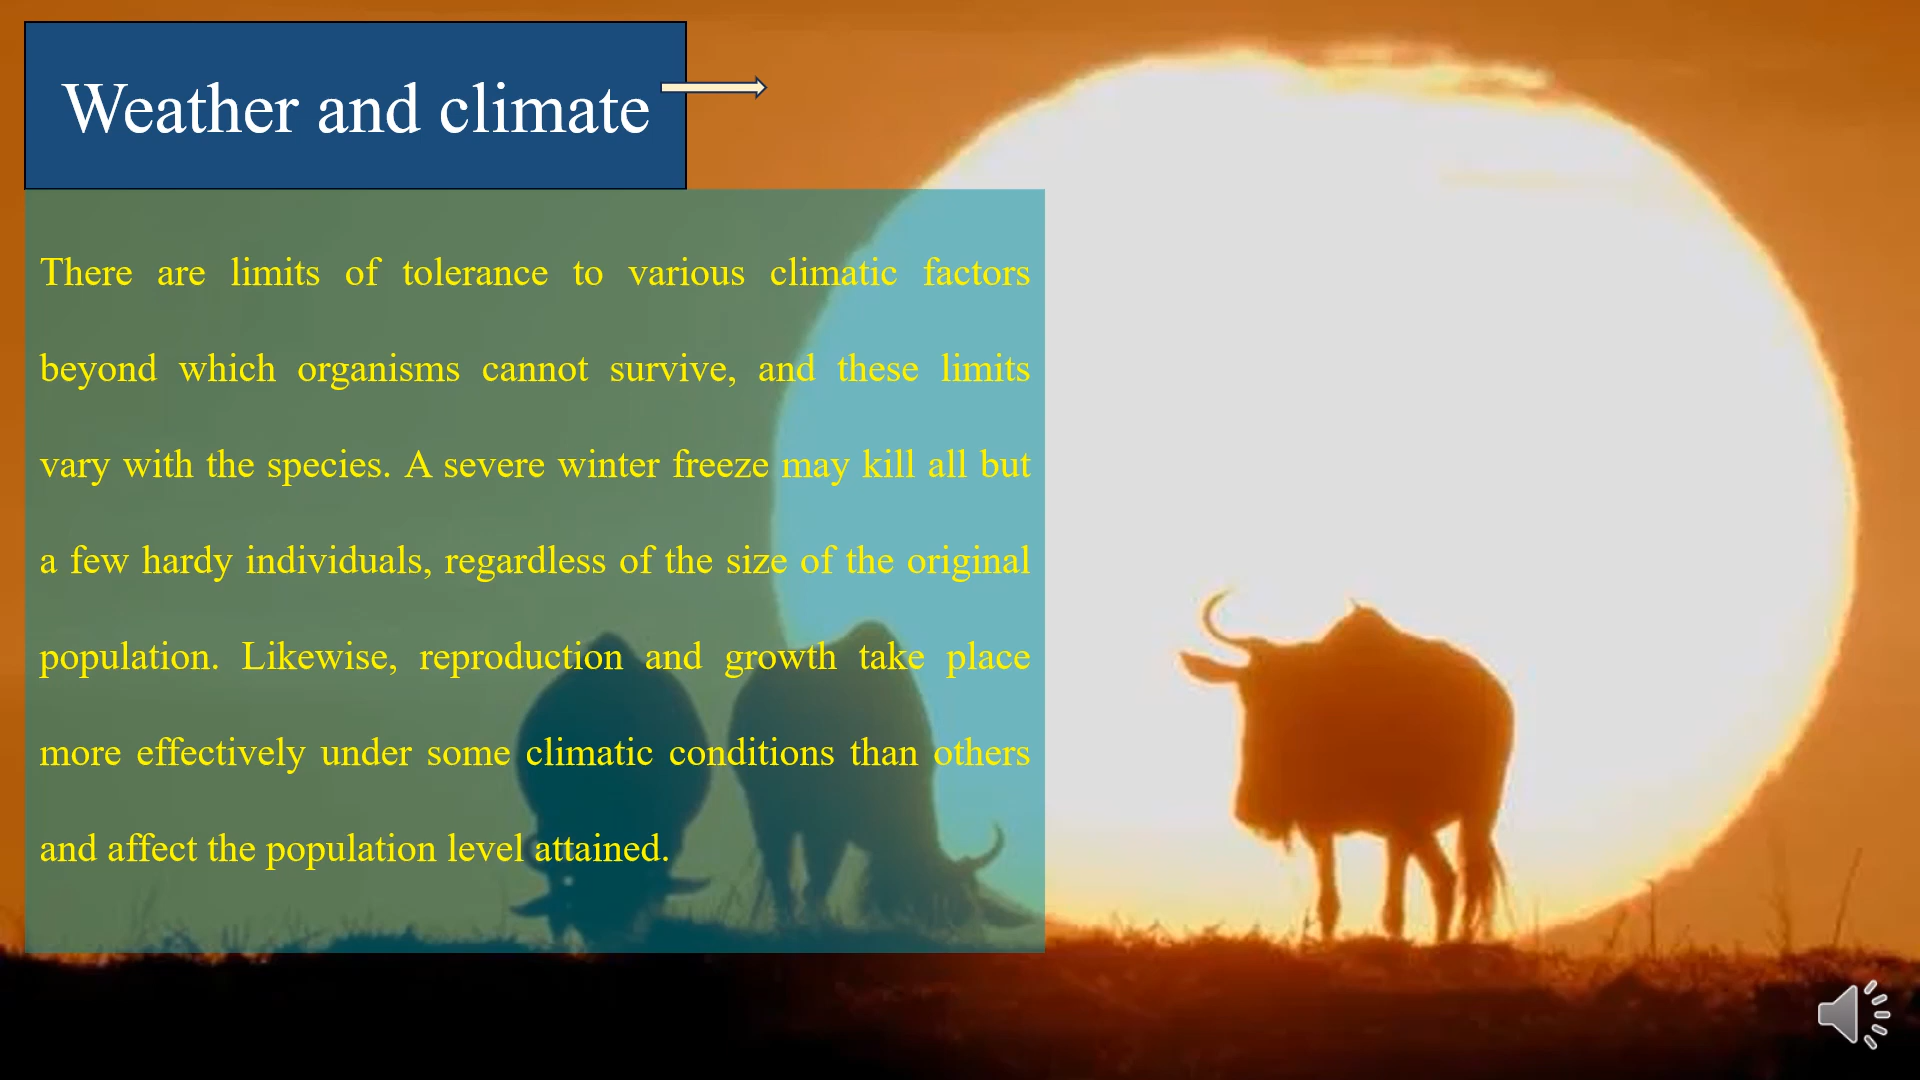 Weather and climate
There are limits of tolerance to various climatic factors
beyond which organisms cannot survive, and these limits
vary with the species. A severe winter freeze may kill all but
a few hardy individuals, regardless of the size of the original
population. Likewise, reproduction and growth take place
more effectively under some climatic conditions than others
and affect the population level attained.